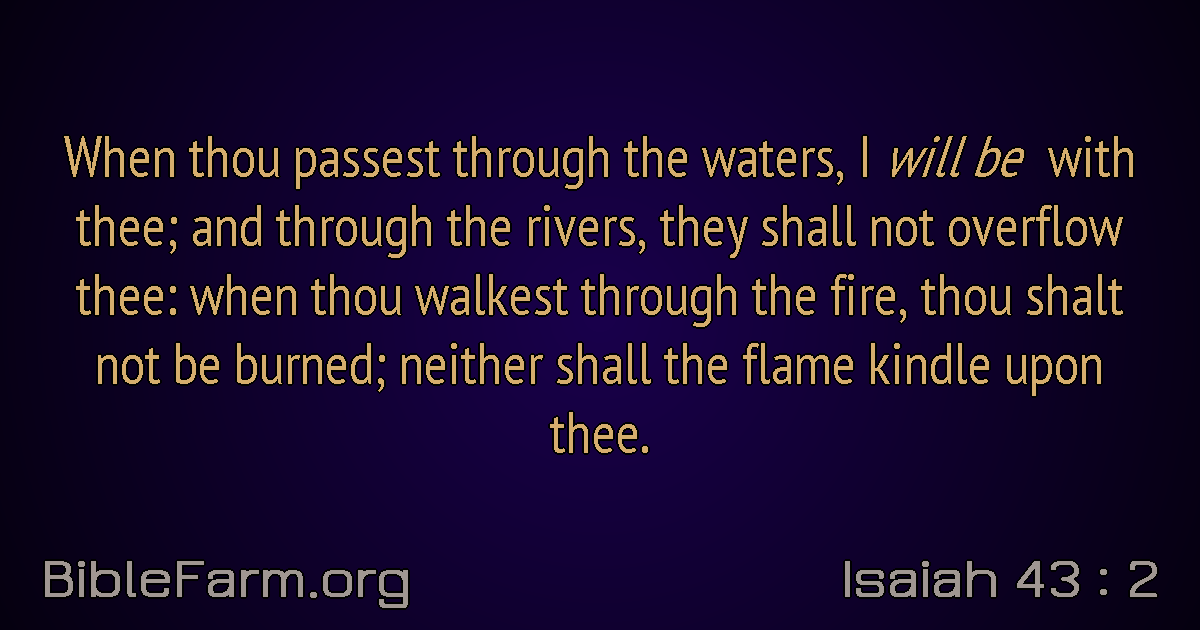 When thou passest through the waters, I will be with
thee; and through the rivers, they shall not overflow
thee: when thou walkest through the fire, thou shalt
not be burned; neither shall the flame kindle upon
thee.
BibleFarm.org
Isaiah 43 : 2